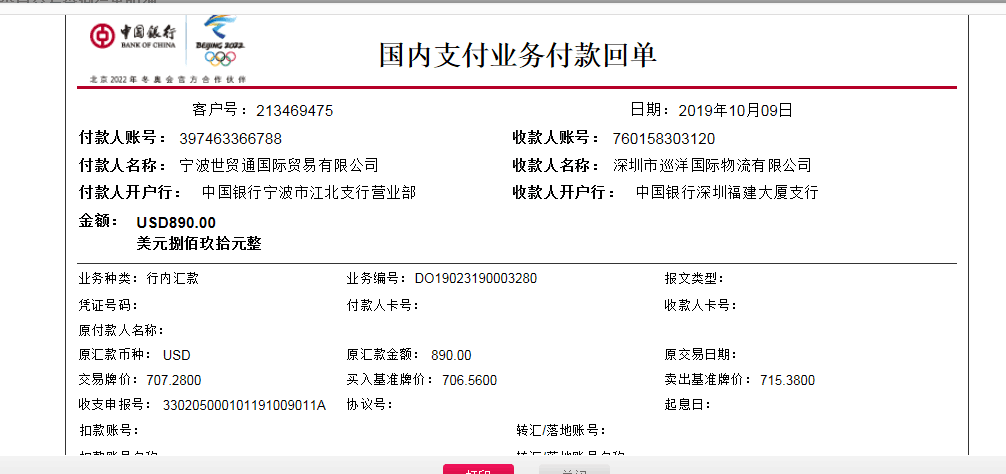 中国银行
BANK OF CHINA
BEIJING 2022
北京2022年冬奥会官方合作伙伴
国内支付业务付款回单
客户号：213469475 日期：2019年10月09日
付款人账号：397463366788 收款人账号：760158303120
付款人名称：宁波世贸通国际贸易有限公司 收款人名称：深圳市巡洋国际物流有限公司
付款人开户行：中国银行宁波市江北支行营业部 收款人开户行：中国银行深圳福建大厦支行
金额：USD890.00
美元捌佰玖拾元整
业务种类：行内汇款 业务编号：DO19023190003280 报文类型：
凭证号码： 付款人卡号： 收款人卡号：
原付款人名称：
原汇款币种：USD 原汇款金额：890.00 原交易日期：
交易牌价：707.2800 买入基准牌价：706.5600 卖出基准牌价：715.3800
收支申报号：330205000101191009011A 协议号： 起息日：
扣款账号： 转汇/落地账号：